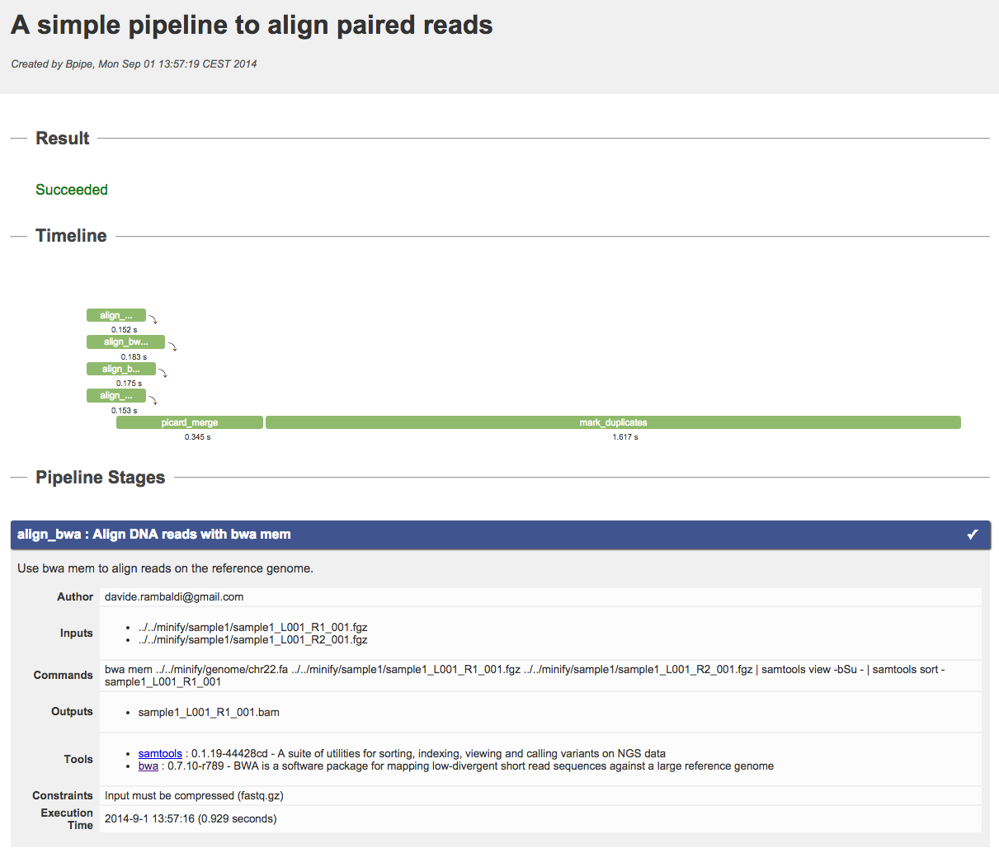 A simple pipeline to align paired reads
Created by Bpipe, Mon Sep 01 13:57:19 CEST 2014
Result
Succeeded
Timeline
align_...
0.152 s
align_bw...
0.183 s
align_b...
0.175 s
align_...
0.153 s
picard_merge
mark_duplicates
0.345 s
1.617 s
Pipeline Stages
align_bwa : Align DNA reads with bwa mem ✔
Use bwa mem to align reads on the reference genome.
Author davide.rambaldi@gmail.com
Inputs
• ../../minify/sample1/sample1_L001_R1_001.fgz
• ../../minify/sample1/sample1_L001_R2_001.fgz
Commands
bwa mem ../../minify/genome/chr22.fa ../../minify/sample1/sample1_L001_R1_001.fgz ../../minify/sample1/sample1_L001_R2_001.fgz | samtools view -bSu - | samtools sort -
sample1_L001_R1_001
Outputs
• sample1_L001_R1_001.bam
Tools
• samtools : 0.1.19-44428cd - A suite of utilities for sorting, indexing, viewing and calling variants on NGS data
• bwa : 0.7.10-r789 - BWA is a software package for mapping low-divergent short read sequences against a large reference genome
Constraints Input must be compressed (fastq.gz)
Execution
Time
2014-9-1 13:57:16 (0.929 seconds)